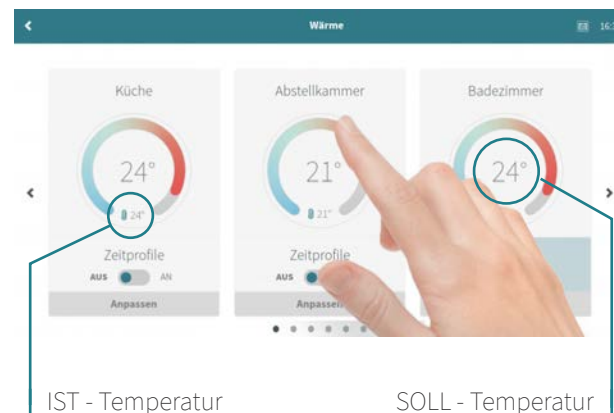 Wärme
Küche
Abstellkammer
Badezimmer
24°
21°
24°
24°
21°
Zeitprofile
Zeitprofile
AUS
AN
AUS
Anpassen
Anpassen
IST - Temperatur
SOLL - Temperatur